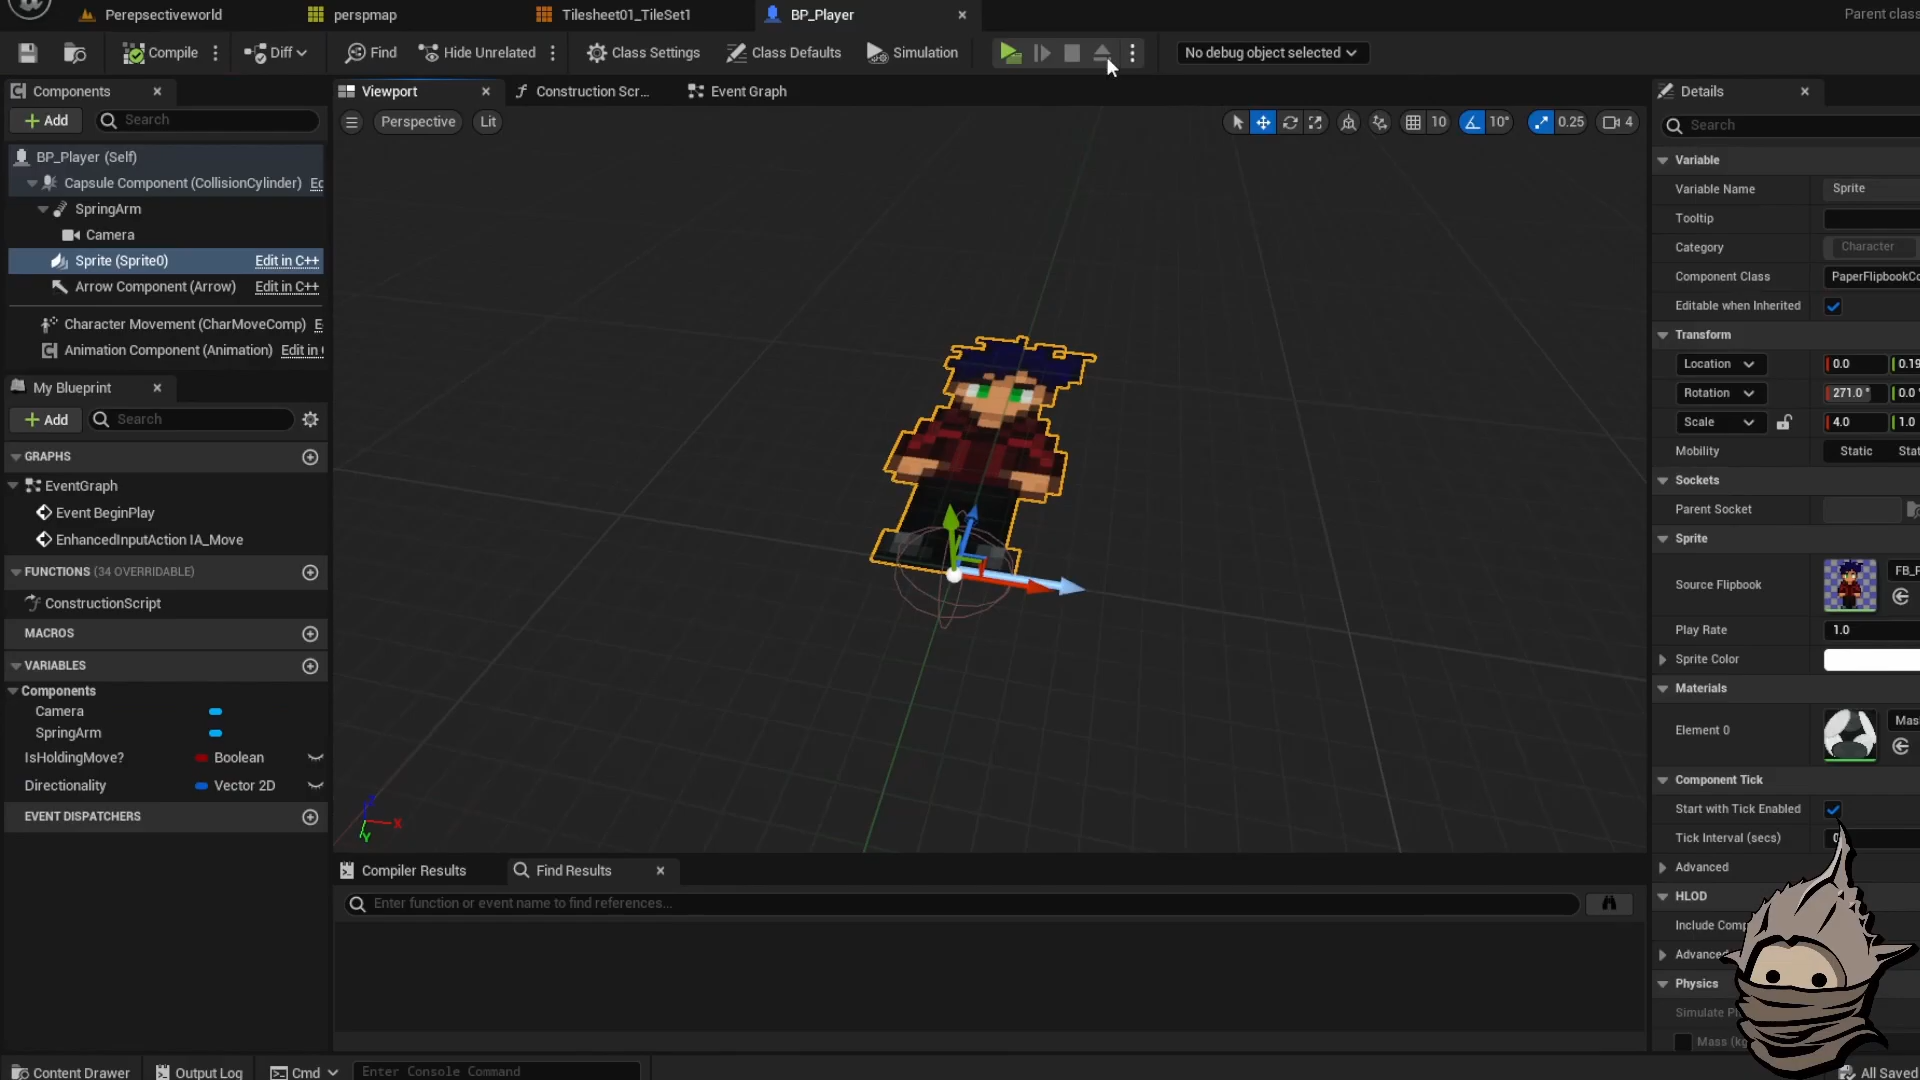 Perepsectiveworld
perspmap
Tilesheet01_TileSet1
BP_Player
Parent class
Compile
Diff
Find
Hide Unrelated
Class Settings
Class Defaults
Simulation
No debug object selected
Components
Add
Search
BP_Player (Self)
Capsule Component (CollisionCylinder)
SpringArm
Camera
Sprite (Sprite0) Edit in C++
Arrow Component (Arrow) Edit in C++
Character Movement (CharMoveComp)
Animation Component (Animation) Edit in
My Blueprint
Add
Search
GRAPHS
EventGraph
Event BeginPlay
EnhancedInputAction IA_Move
FUNCTIONS (34 OVERRIDABLE)
ConstructionScript
MACROS
VARIABLES
Components
Camera
SpringArm
IsHoldingMove? Boolean
Directionality Vector 2D
EVENT DISPATCHERS
Viewport
Construction Scr...
Event Graph
Perspective
Lit
10
10°
0.25
4
X
Y
Compiler Results
Find Results
Enter function or event name to find references...
Details
Search
Variable
Variable Name Sprite
Tooltip
Category Character
Component Class PaperFlipbookCo
Editable when Inherited
Transform
Location 0.0 0.19
Rotation 271.0° 0.0
Scale 4.0 1.0
Mobility Static Stat
Sockets
Parent Socket
Sprite
Source Flipbook FB_F
Play Rate 1.0
Sprite Color
Materials
Element 0 Mas
Component Tick
Start with Tick Enabled
Tick Interval (secs)
Advanced
HLOD
Include Comp
Advanced
Physics
Simulate P
Mass (kg
Content Drawer
Output Log
Cmd
Enter Console Command
All Saved